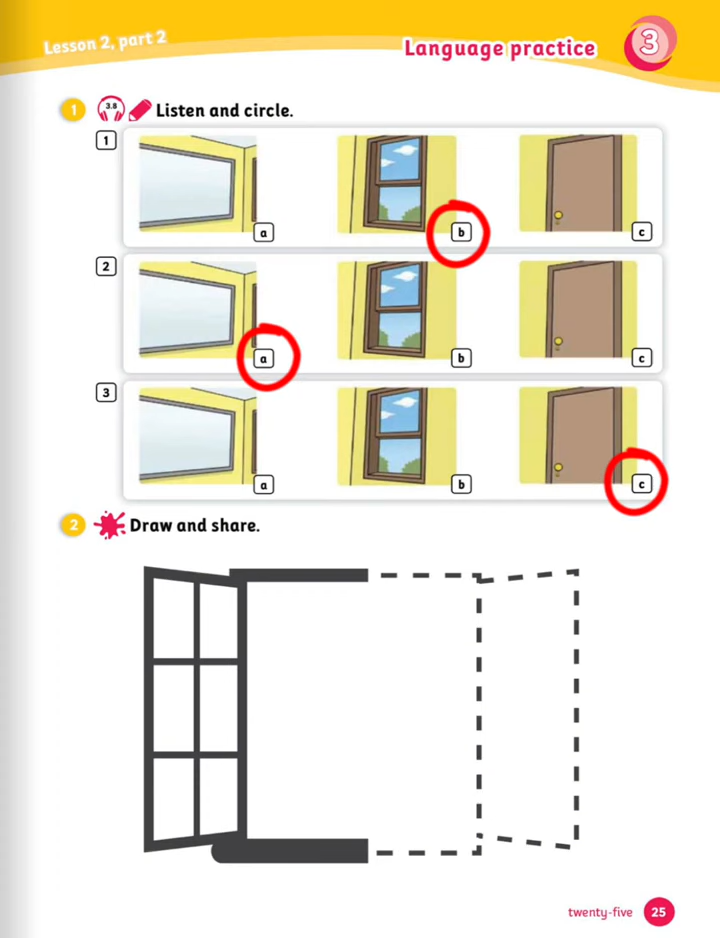 Lesson 2, part 2
Language practice
3
1
3.8
Listen and circle.
1
a
b
c
2
a
b
c
3
a
b
c
2
Draw and share.
twenty-five 25